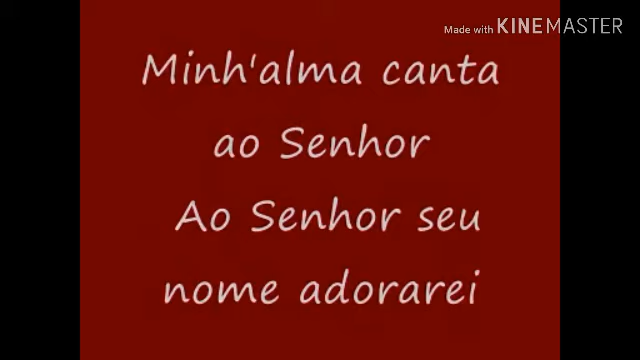 Made with KINEMASTER
Minh'alma canta
ao Senhor
Ao Senhor seu
nome adorarei